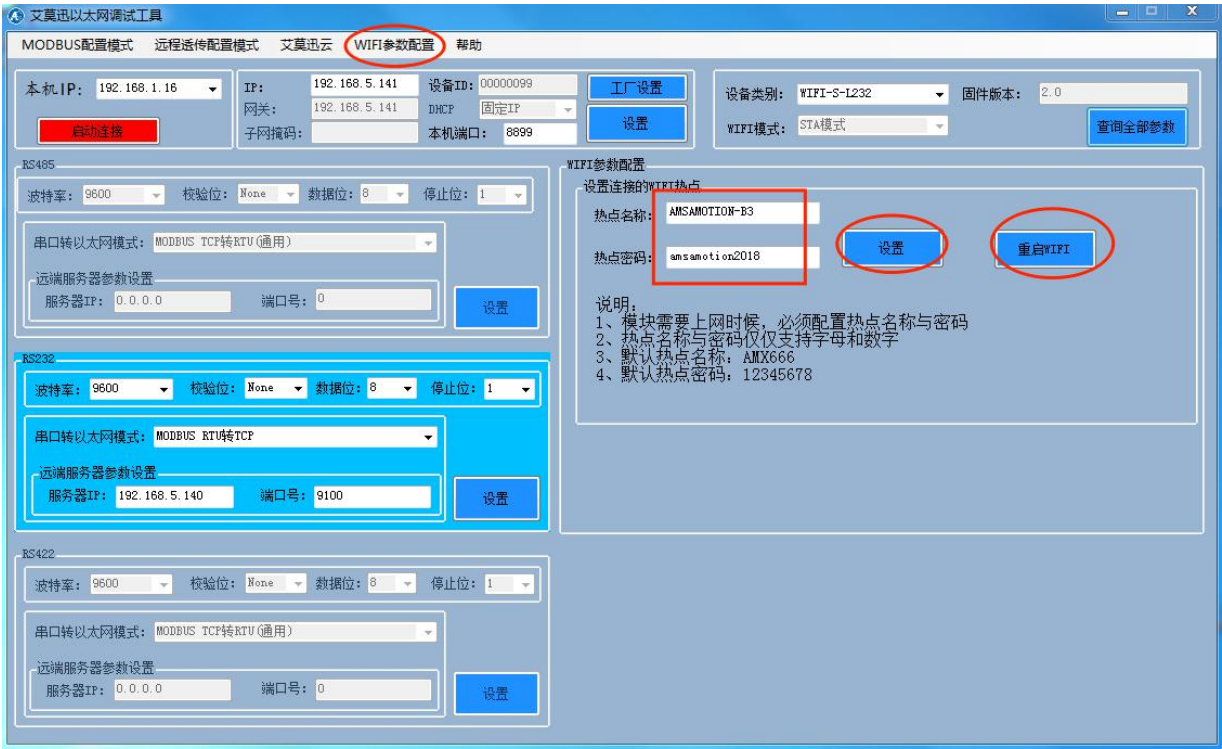 艾莫迅以太网调试工具
MODBUS配置模式 远程透传配置模式 艾莫迅云 WIFI参数配置 帮助
本机IP: 192.168.1.16
启动连接
IP: 192.168.5.141 设备ID: 00000099 工厂设置
网关: 192.168.5.141 DHCP 固定IP
子网掩码: 本机端口: 8899 设置
设备类别: WIFI-S-L232 固件版本: 2.0
WIFI模式: STA模式 查询全部参数
RS485
波特率: 9600 校验位: None 数据位: 8 停止位: 1
串口转以太网模式: MODBUS TCP转RTU(通用)
远端服务器参数设置
服务器IP: 0.0.0.0 端口号: 0 设置
RS232
波特率: 9600 校验位: None 数据位: 8 停止位: 1
串口转以太网模式: MODBUS RTU转TCP
远端服务器参数设置
服务器IP: 192.168.5.140 端口号: 9100 设置
RS422
波特率: 9600 校验位: None 数据位: 8 停止位: 1
串口转以太网模式: MODBUS TCP转RTU(通用)
远端服务器参数设置
服务器IP: 0.0.0.0 端口号: 0 设置
WIFI参数配置
设置连接的WIFI热点
热点名称: AMSAMOTION-B3
热点密码: amsamotion2018
设置 重启WIFI
说明:
1、模块需要上网时候，必须配置热点名称与密码
2、热点名称与密码仅仅支持字母和数字
3、默认热点名称: AMX666
4、默认热点密码: 12345678